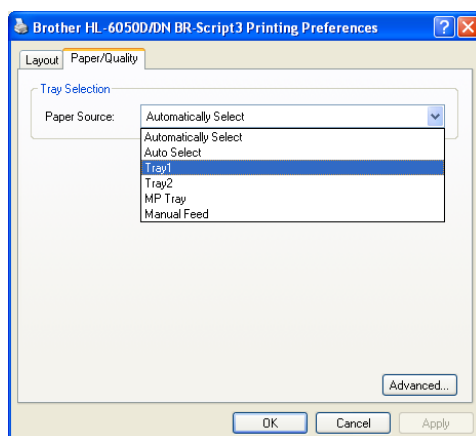 Brother HL-6050D/DN BR-Script3 Printing Preferences
Layout Paper/Quality
Tray Selection
Paper Source: Automatically Select
Automatically Select
Auto Select
Tray1
Tray2
MP Tray
Manual Feed
Advanced...
OK Cancel Apply